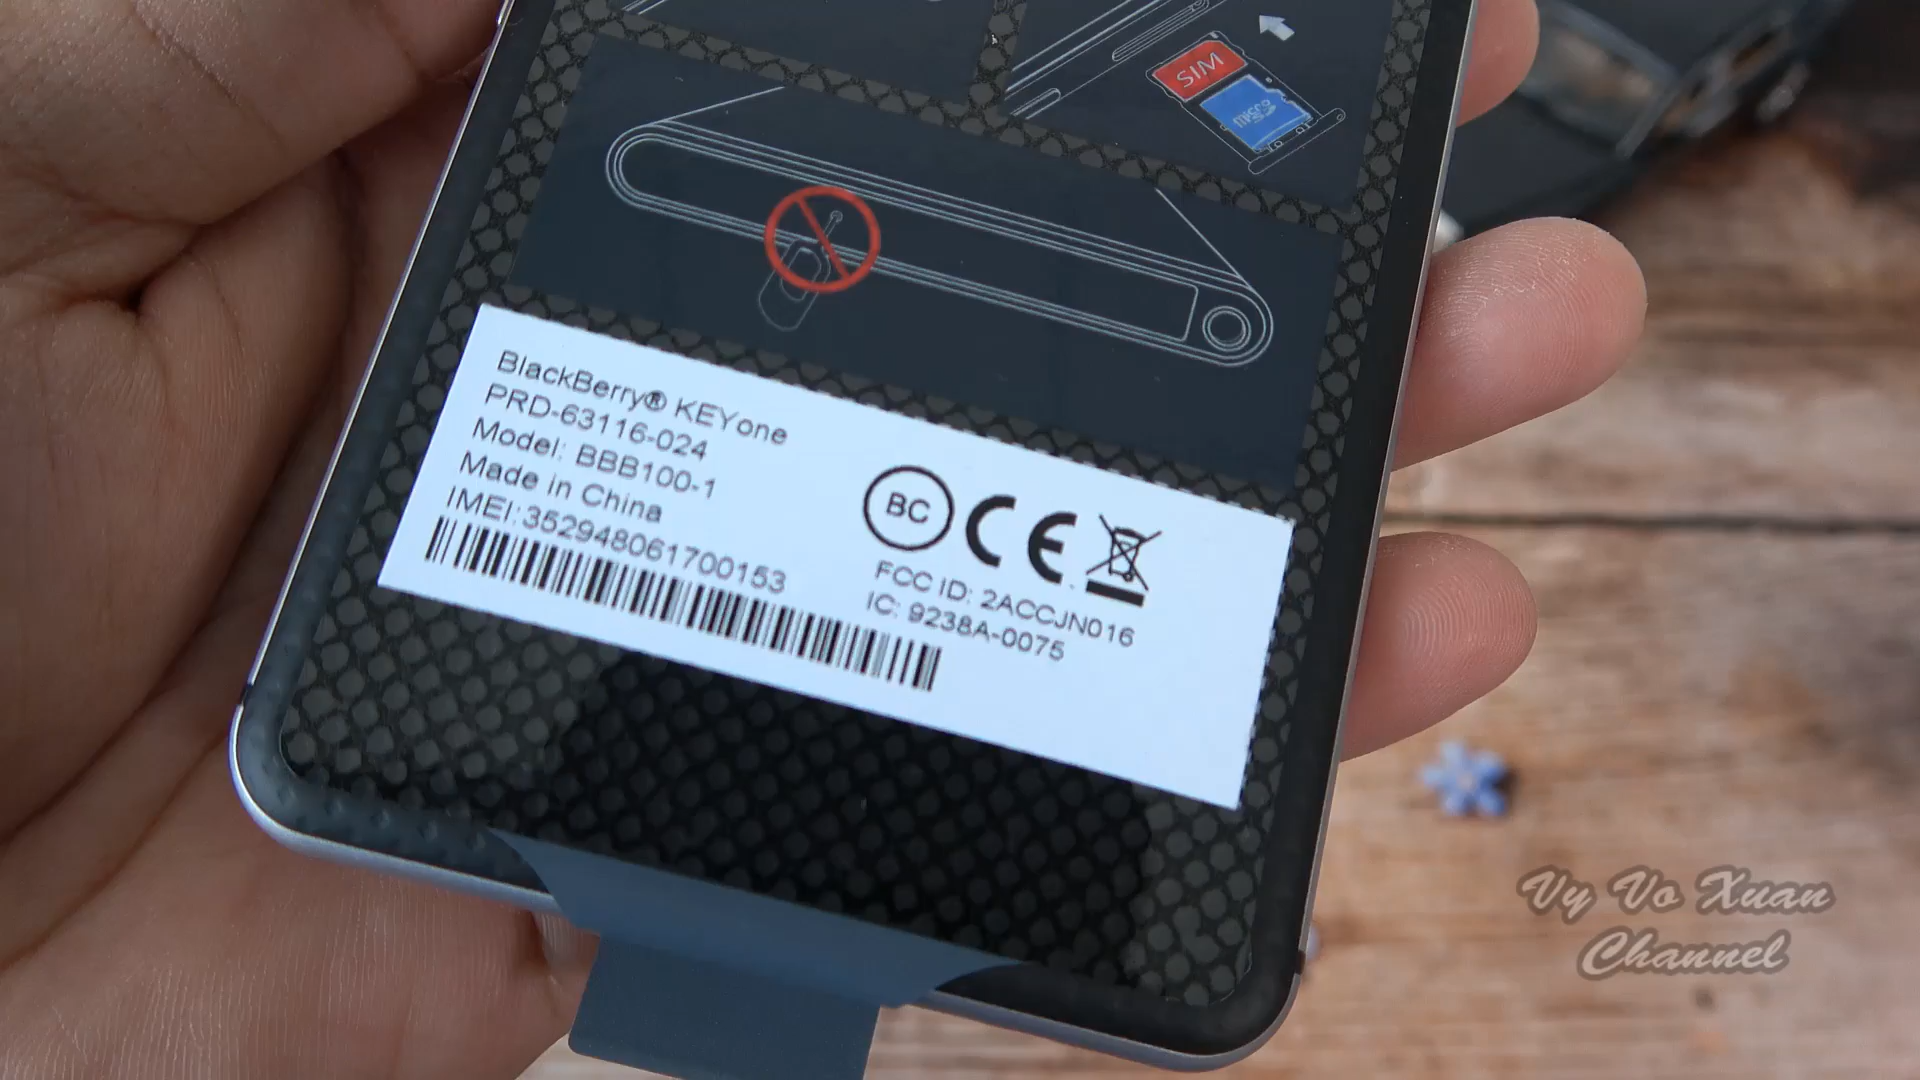 SIM
micro
BlackBerry® KEYone
PRD-63116-024
Model: BBB100-1
Made in China
IMEI:352948061700153
BC
CE
FCC ID: 2ACCJN016
IC: 9238A-0075
Vy Vo Xuan
Channel